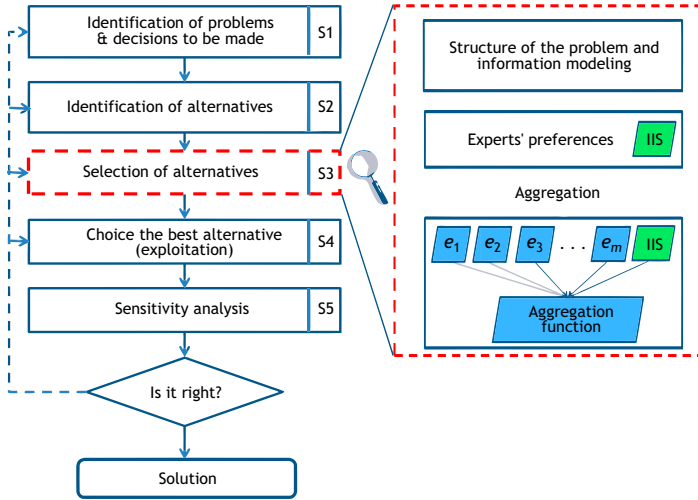 Identification of problems
& decisions to be made
S1
Identification of alternatives
S2
Selection of alternatives
S3
Choice the best alternative
(exploitation)
S4
Sensitivity analysis
S5
Is it right?
Solution
Structure of the problem and
information modeling
Experts' preferences
IIS
Aggregation
e1 e2 e3 . . . em IIS
Aggregation
function